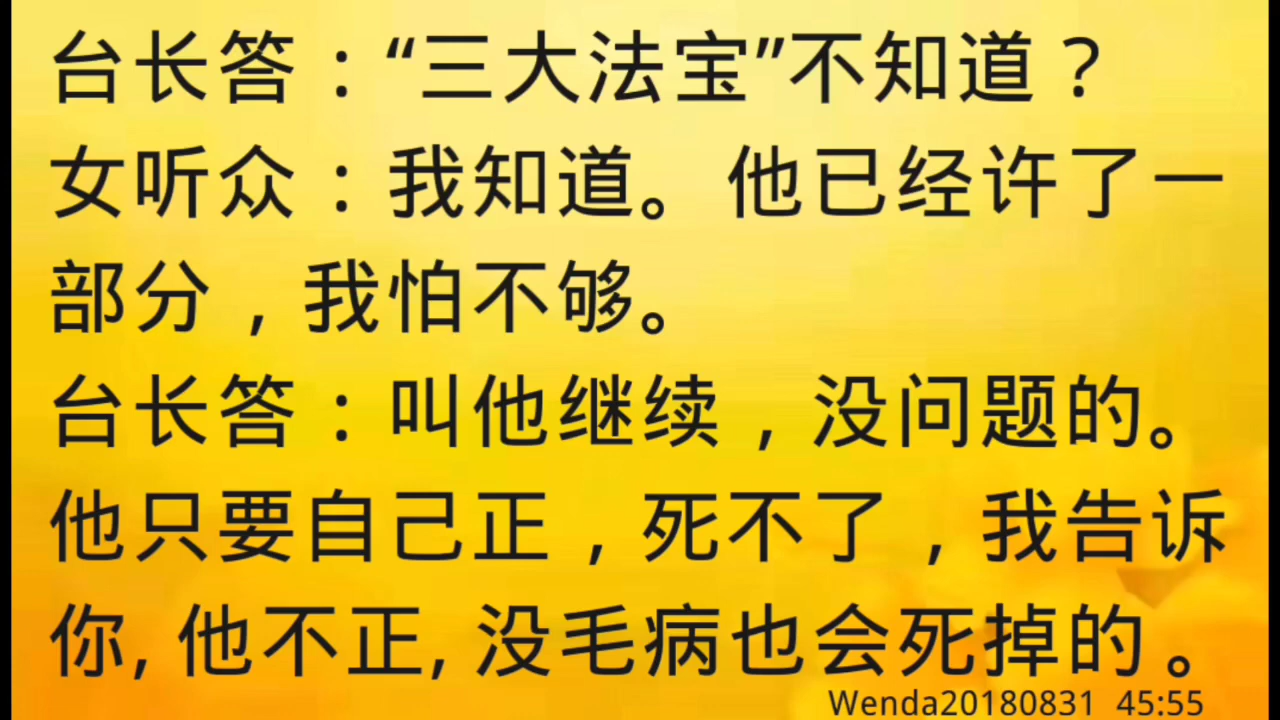 台长答：“三大法宝”不知道？
女听众：我知道。他已经许了一
部分，我怕不够。
台长答：叫他继续，没问题的。
他只要自己正，死不了，我告诉
你, 他不正, 没毛病也会死掉的。
Wenda20180831 45:55